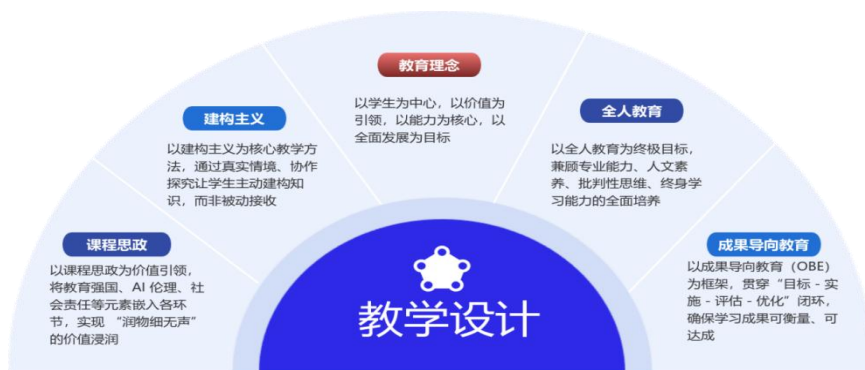 教育理念
以学生为中心，以价值为
引领，以能力为核心，以
全面发展为目标
建构主义
以建构主义为核心教学方
法，通过真实情境、协作
探究让学生主动建构知
识，而非被动接收
全人教育
以全人教育为终极目标，
兼顾专业能力、人文素
养、批判性思维、终身学
习能力的全面培养
课程思政
以课程思政为价值引领，
将教育强国、AI 伦理、社
会责任等元素嵌入各环
节，实现 “润物细无声”
的价值浸润
成果导向教育
以成果导向教育（OBE）
为框架，贯穿“目标 - 实
施 - 评估 - 优化”闭环，
确保学习成果可衡量、可
达成
教学设计